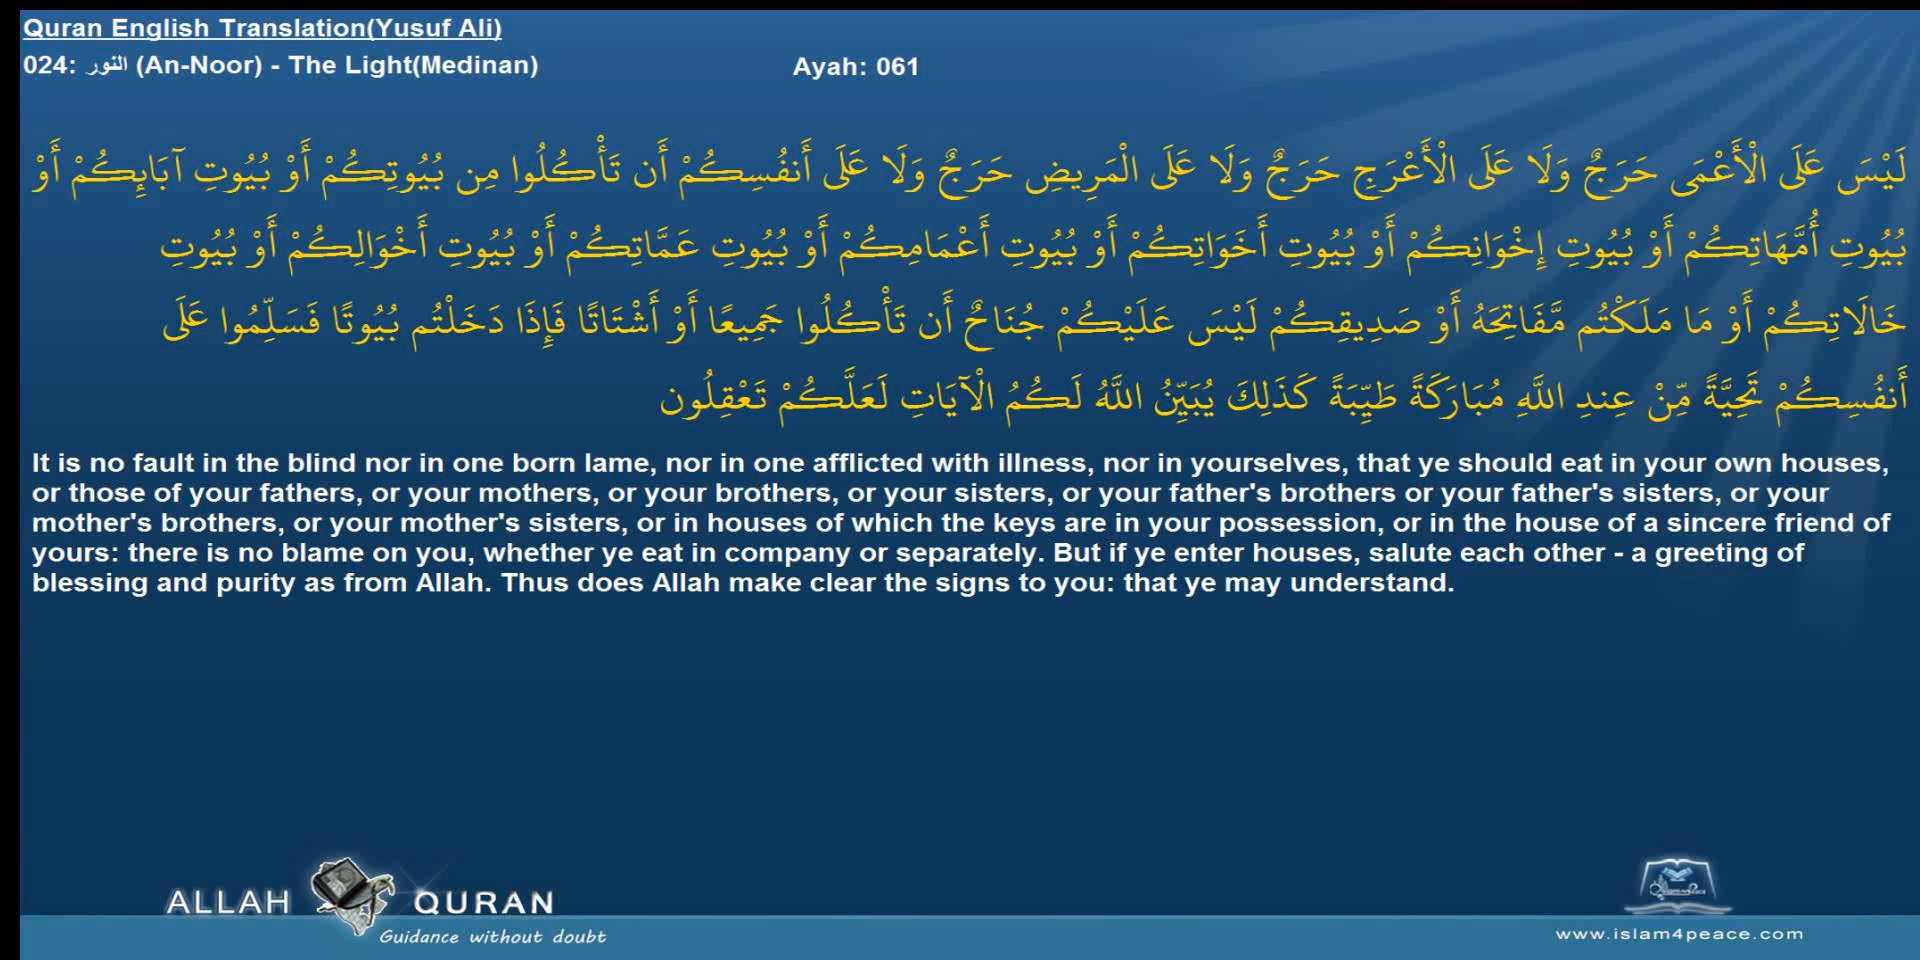 Quran English Translation(Yusuf Ali)
024: النور (An-Noor) - The Light(Medinan) Ayah: 061
لَيْسَ عَلَى الْأَعْمَى حَرَجٌ وَلَا عَلَى الْأَعْرَجِ حَرَجٌ وَلَا عَلَى الْمَرِيضِ حَرَجٌ وَلَا عَلَى أَنفُسِكُمْ أَن تَأْكُلُوا مِن بُيُوتِكُمْ أَوْ بُيُوتِ آبَائِكُمْ أَوْ
بُيُوتِ أُمَّهَاتِكُمْ أَوْ بُيُوتِ إِخْوَانِكُمْ أَوْ بُيُوتِ أَخَوَاتِكُمْ أَوْ بُيُوتِ أَعْمَامِكُمْ أَوْ بُيُوتِ عَمَّاتِكُمْ أَوْ بُيُوتِ أَخْوَالِكُمْ أَوْ بُيُوتِ
خَالَاتِكُمْ أَوْ مَا مَلَكْتُم مَّفَاتِحَهُ أَوْ صَدِيقِكُمْ لَيْسَ عَلَيْكُمْ جُنَاحٌ أَن تَأْكُلُوا جَمِيعًا أَوْ أَشْتَاتًا فَإِذَا دَخَلْتُم بُيُوتًا فَسَلِّمُوا عَلَى
أَنفُسِكُمْ تَحِيَّةً مِّنْ عِندِ اللَّهِ مُبَارَكَةً طَيِّبَةً كَذَلِكَ يُبَيِّنُ اللَّهُ لَكُمُ الْآيَاتِ لَعَلَّكُمْ تَعْقِلُون
It is no fault in the blind nor in one born lame, nor in one afflicted with illness, nor in yourselves, that ye should eat in your own houses,
or those of your fathers, or your mothers, or your brothers, or your sisters, or your father's brothers or your father's sisters, or your
mother's brothers, or your mother's sisters, or in houses of which the keys are in your possession, or in the house of a sincere friend of
yours: there is no blame on you, whether ye eat in company or separately. But if ye enter houses, salute each other - a greeting of
blessing and purity as from Allah. Thus does Allah make clear the signs to you: that ye may understand.
ALLAH QURAN
Guidance without doubt
www.islam4peace.com